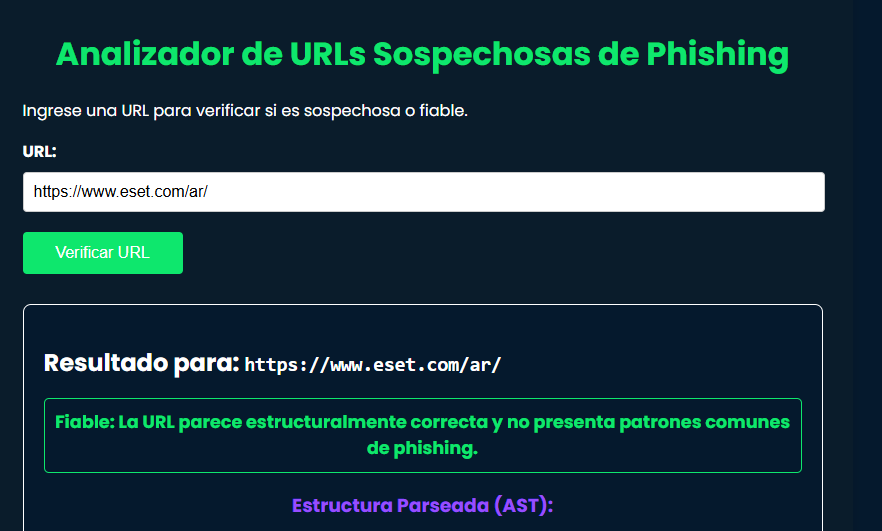 Analizador de URLs Sospechosas de Phishing
Ingrese una URL para verificar si es sospechosa o fiable.
URL:
https://www.eset.com/ar/
Verificar URL
Resultado para: https://www.eset.com/ar/
Fiable: La URL parece estructuralmente correcta y no presenta patrones comunes
de phishing.
Estructura Parseada (AST):